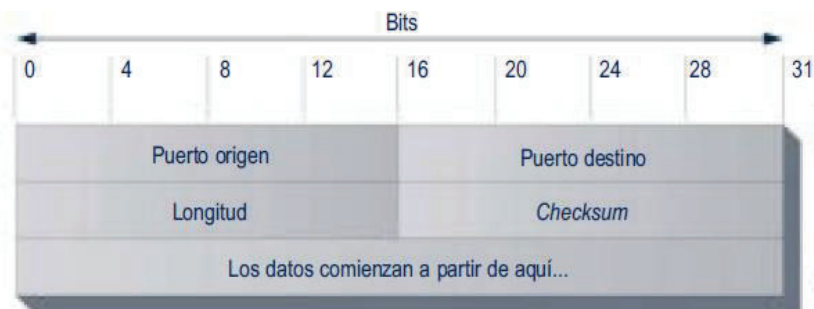 Bits
0 4 8 12 16 20 24 28 31
Puerto origen Puerto destino
Longitud Checksum
Los datos comienzan a partir de aquí...